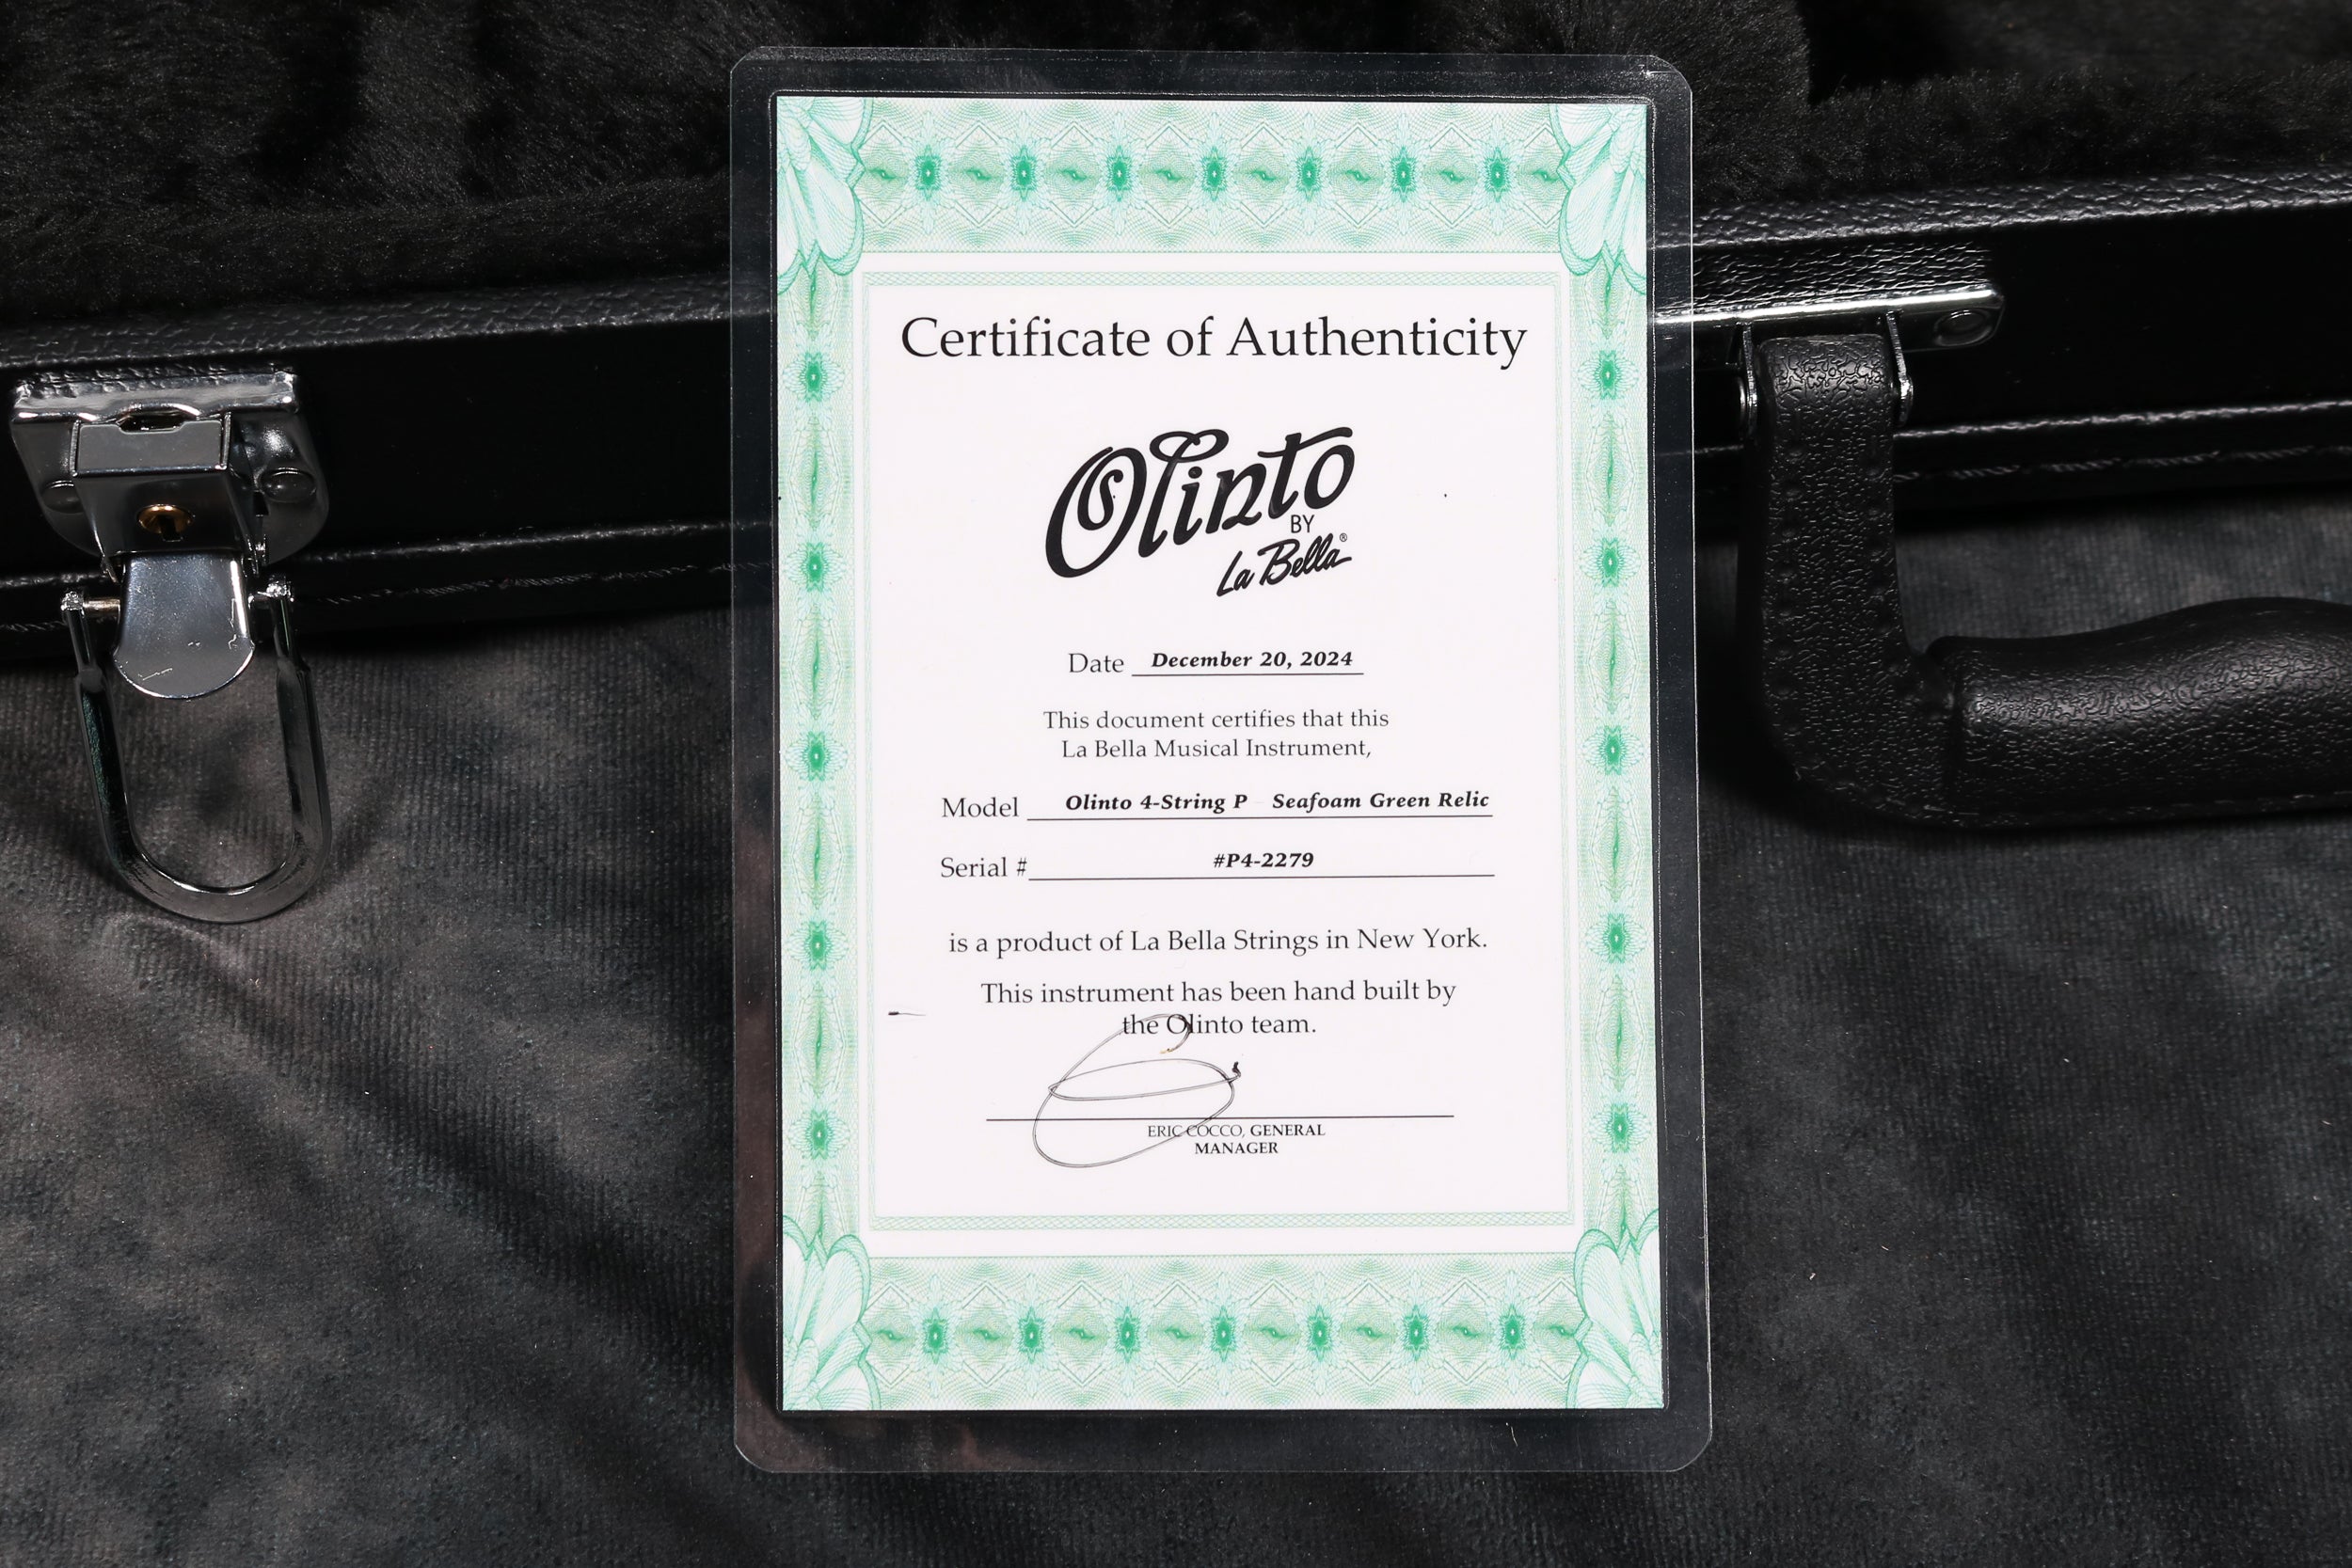 Certificate of Authenticity
Olinto
BY
La Bella®
Date December 20, 2024
This document certifies that this
La Bella Musical Instrument,
Model Olinto 4-String P Seafoam Green Relic
Serial # #P4-2279
is a product of La Bella Strings in New York.
This instrument has been hand built by
the Olinto team.
ERIC COCCO, GENERAL
MANAGER